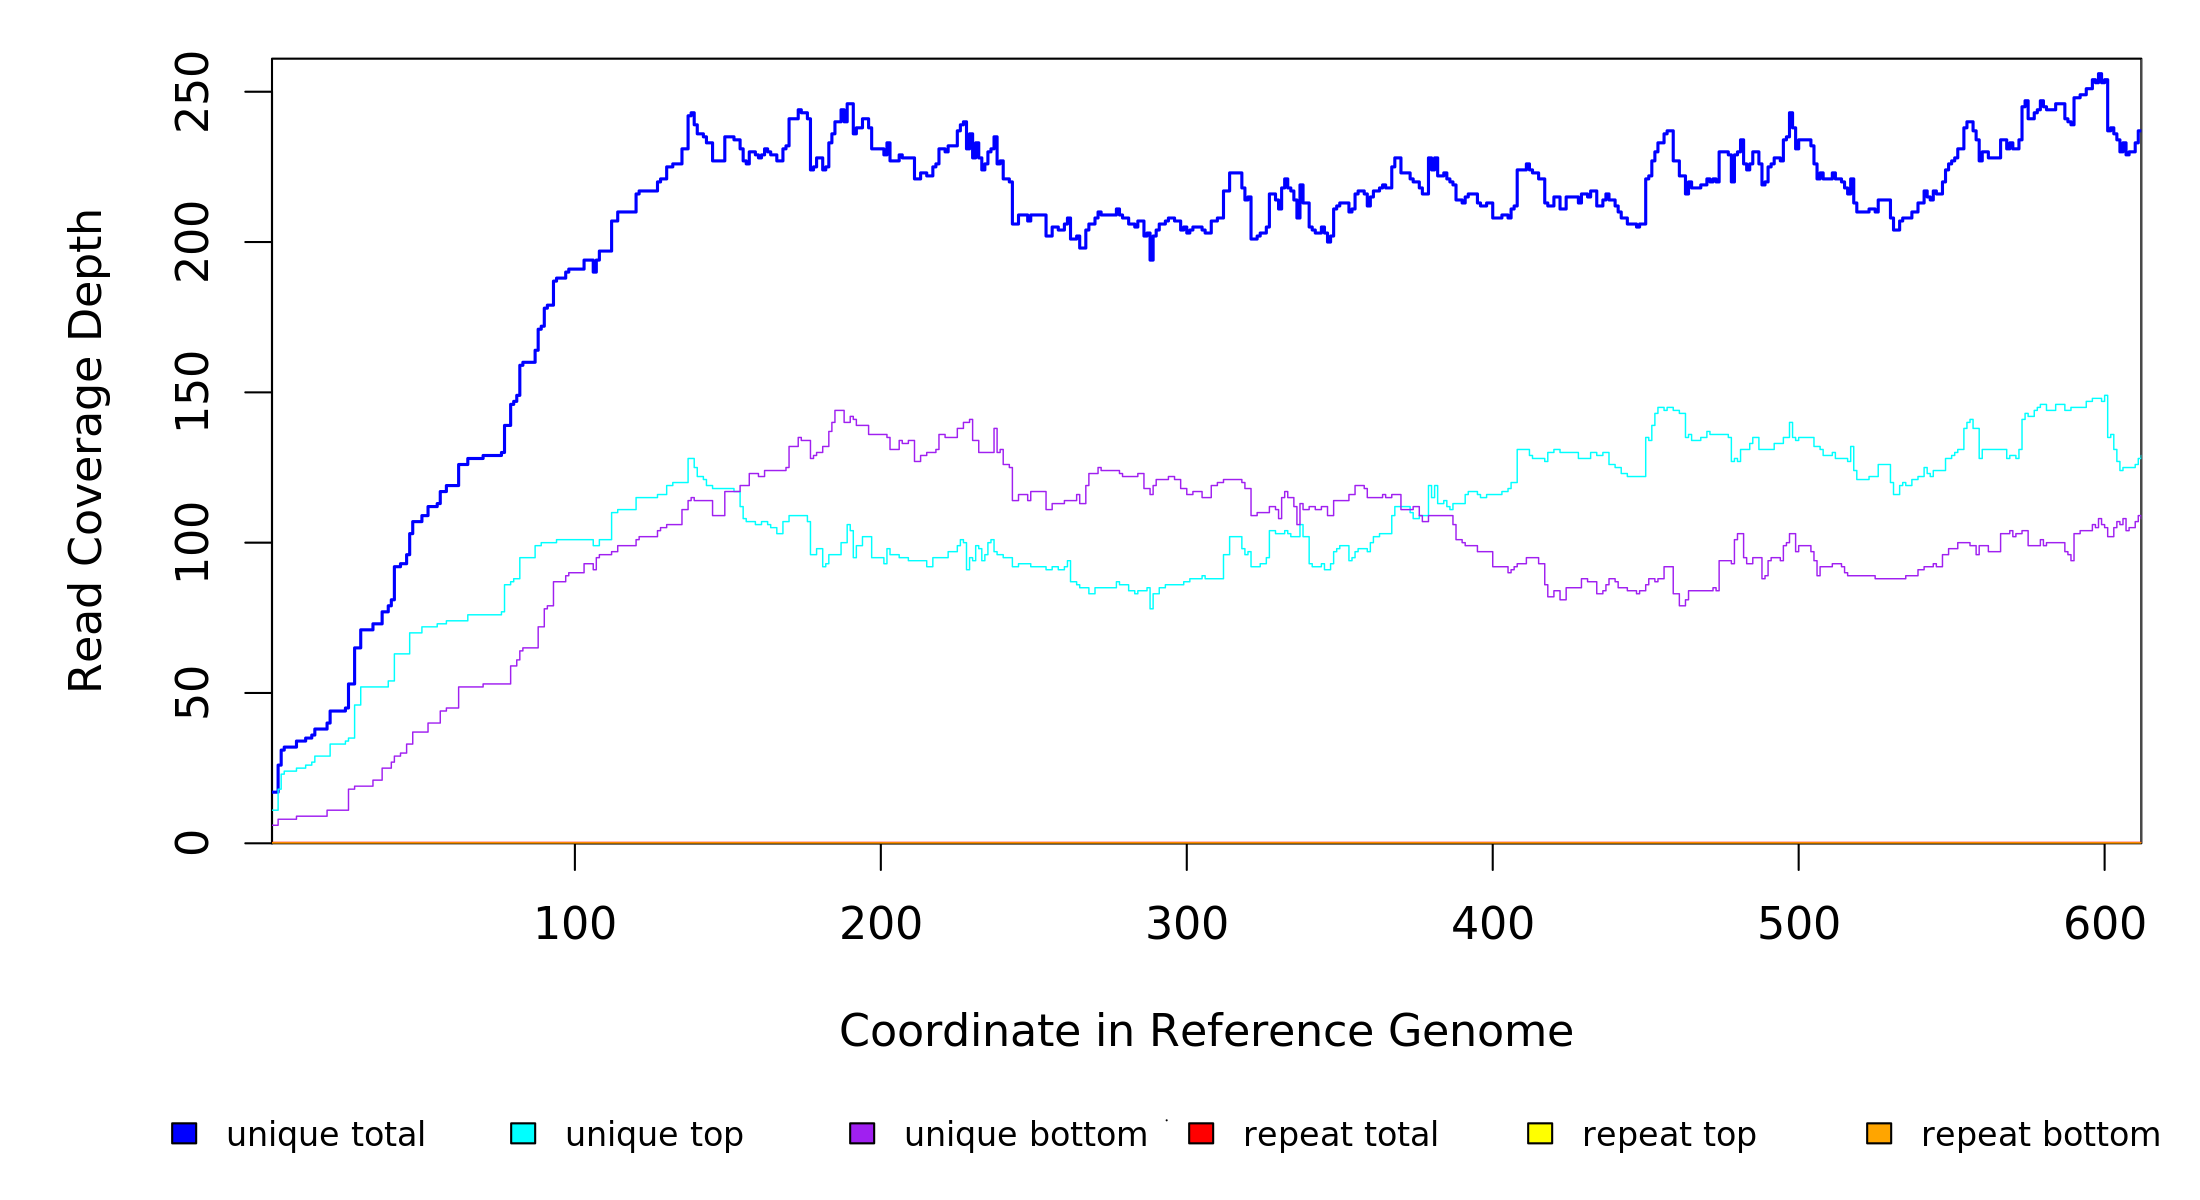 Read Coverage Depth
250
200
150
100
50
0
100 200 300 400 500 600
Coordinate in Reference Genome
unique total unique top unique bottom repeat total repeat top repeat bottom